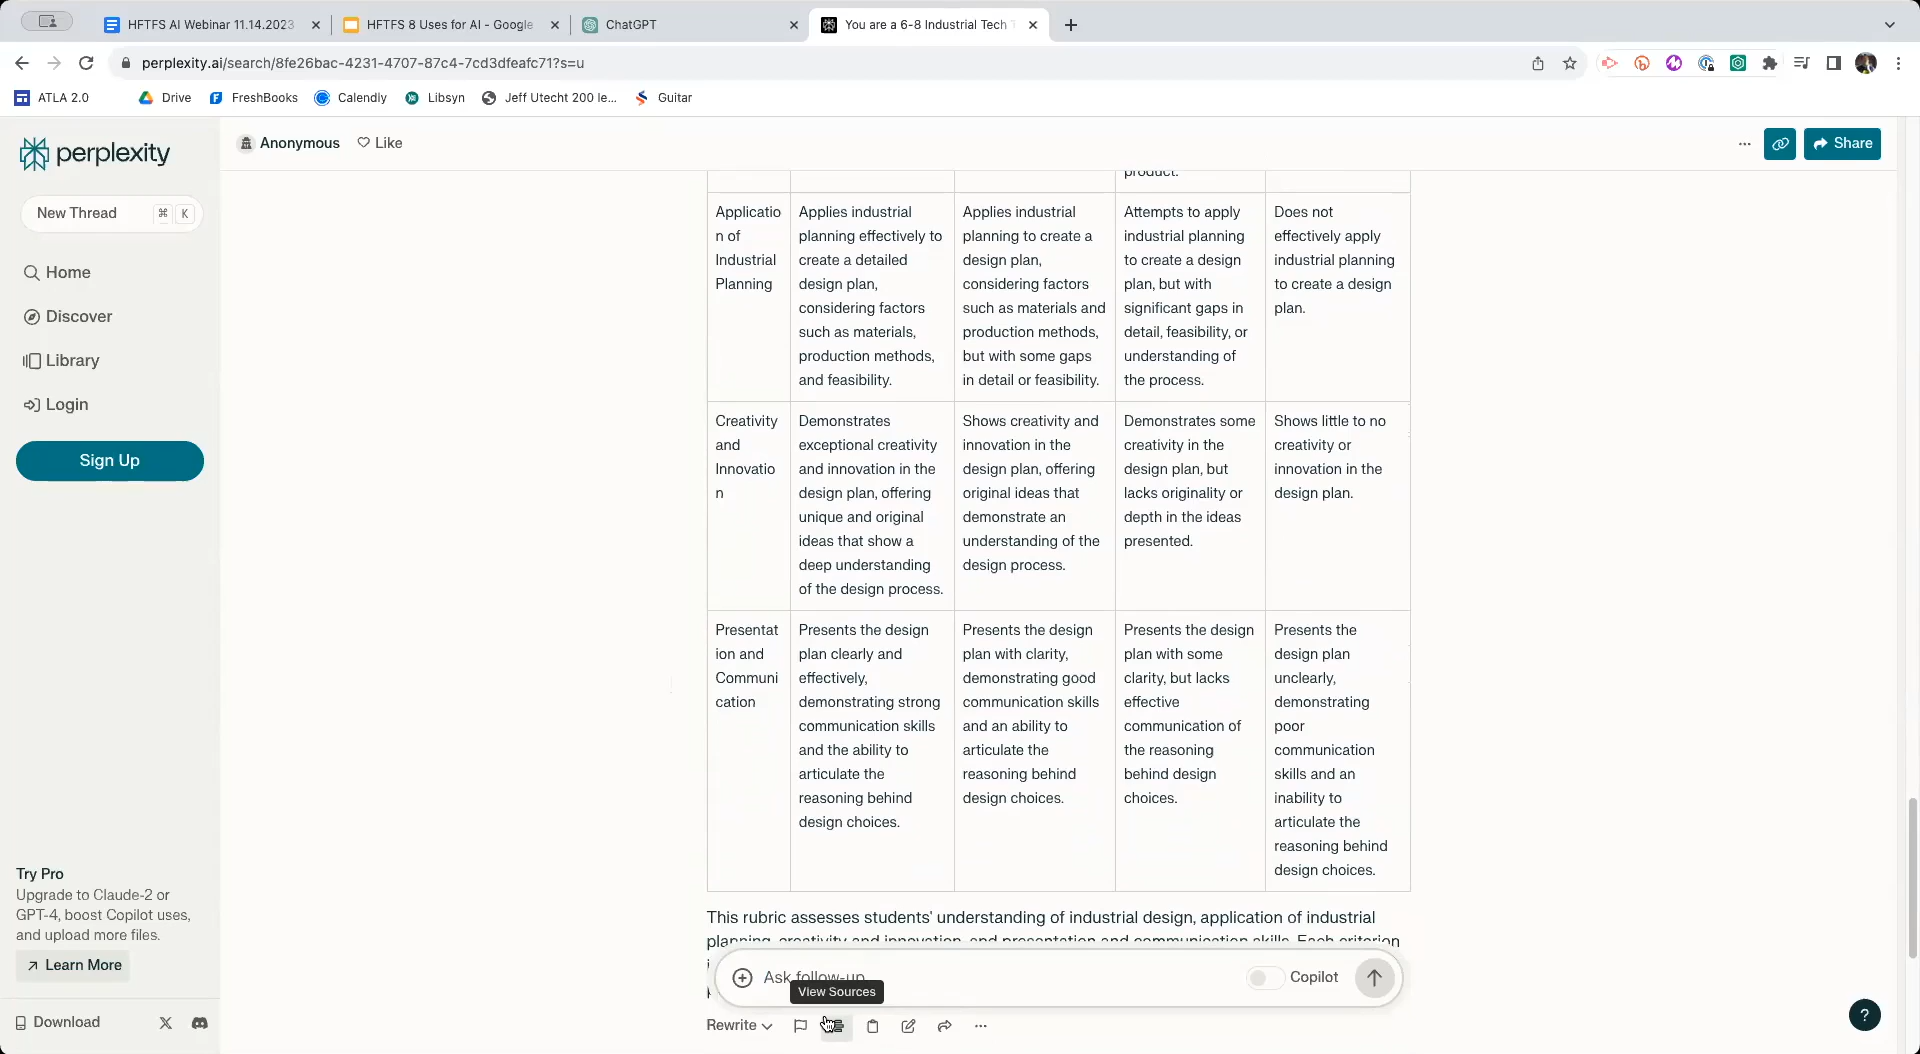 HFTFS AI Webinar 11.14.2023
HFTFS 8 Uses for AI - Google
ChatGPT
You are a 6-8 Industrial Tech
perplexity.ai/search/8fe26bac-4231-4707-87c4-7cd3dfeafc71?s=u
ATLA 2.0
Drive
FreshBooks
Calendly
Libsyn
Jeff Utecht 200 le...
Guitar
perplexity
New Thread
⌘ K
Home
Discover
Library
Login
Sign Up
Try Pro
Upgrade to Claude-2 or
GPT-4, boost Copilot uses,
and upload more files.
Learn More
Download
Anonymous
Like
Share
product.
Applicatio
n of
Industrial
Planning
Applies industrial
planning effectively to
create a detailed
design plan,
considering factors
such as materials,
production methods,
and feasibility.
Applies industrial
planning to create a
design plan,
considering factors
such as materials and
production methods,
but with some gaps
in detail or feasibility.
Attempts to apply
industrial planning
to create a design
plan, but with
significant gaps in
detail, feasibility, or
understanding of
the process.
Does not
effectively apply
industrial planning
to create a design
plan.
Creativity
and
Innovatio
n
Demonstrates
exceptional creativity
and innovation in the
design plan, offering
unique and original
ideas that show a
deep understanding
of the design process.
Shows creativity and
innovation in the
design plan, offering
original ideas that
demonstrate an
understanding of the
design process.
Demonstrates some
creativity in the
design plan, but
lacks originality or
depth in the ideas
presented.
Shows little to no
creativity or
innovation in the
design plan.
Presentat
ion and
Communi
cation
Presents the design
plan clearly and
effectively,
demonstrating strong
communication skills
and the ability to
articulate the
reasoning behind
design choices.
Presents the design
plan with clarity,
demonstrating good
communication skills
and an ability to
articulate the
reasoning behind
design choices.
Presents the design
plan with some
clarity, but lacks
effective
communication of
the reasoning
behind design
choices.
Presents the
design plan
unclearly,
demonstrating
poor
communication
skills and an
inability to
articulate the
reasoning behind
design choices.
This rubric assesses students' understanding of industrial design, application of industrial
planning, creativity and innovation, and presentation and communication skills. Each criterion
Ask follow-up
Copilot
View Sources
Rewrite
?